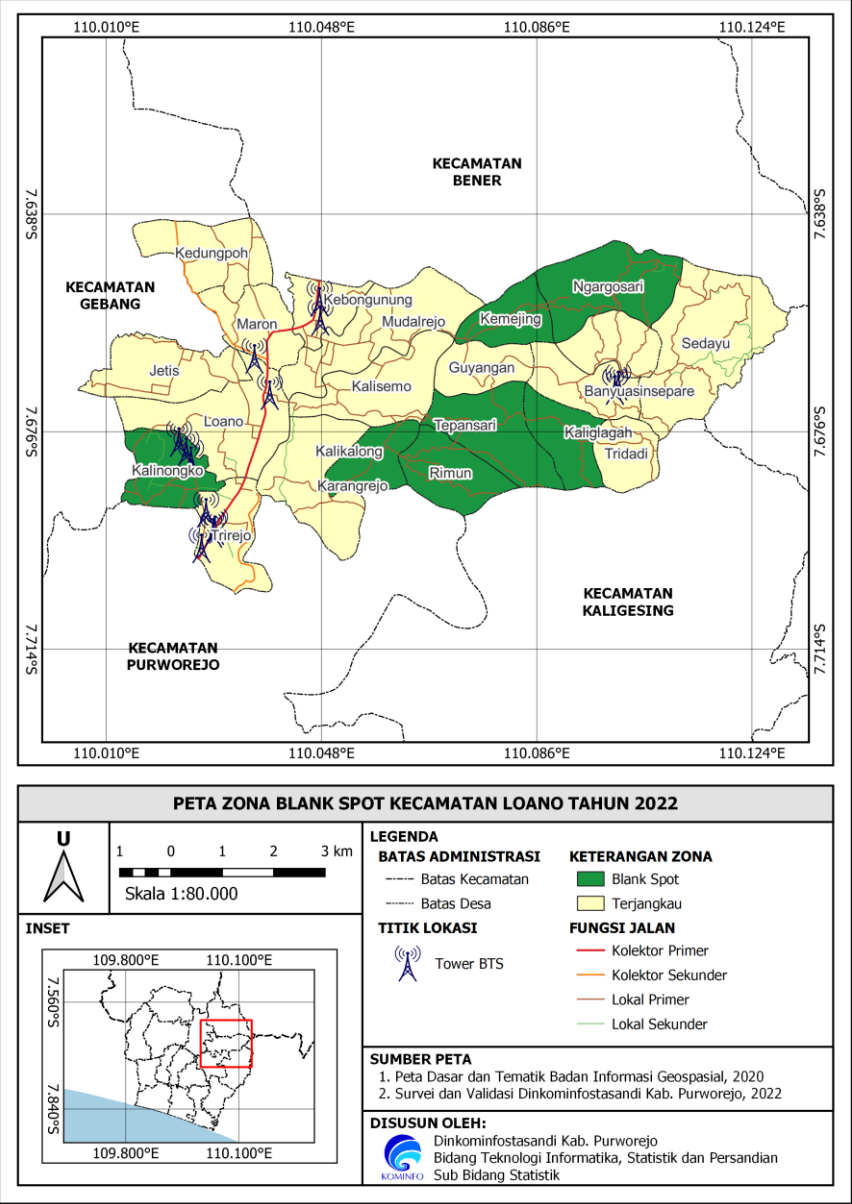 110.010°E 110.048°E 110.086°E 110.124°E
KECAMATAN
BENER
7.638°S 7.638°S
Kedungpoh
KECAMATAN
GEBANG
Ngargosari
Kebongunung
Kemejing
Mudalrejo
Maron
Sedayu
Jetis
Guyangan
Kalisemo
Banyuasinsepare
Loano
Tepansari
7.676°S 7.676°S
Kaliglagah
Kalikalong
Tridadi
Kalinongko
Rimun
Karangrejo
Trirejo
KECAMATAN
KALIGESING
KECAMATAN
PURWOREJO
7.714°S 7.714°S
110.010°E 110.048°E 110.086°E 110.124°E
PETA ZONA BLANK SPOT KECAMATAN LOANO TAHUN 2022
U
1 0 1 2 3 km
Skala 1:80.000
INSET
109.800°E 110.100°E
7.560°S
7.840°S
109.800°E 110.100°E
LEGENDA
BATAS ADMINISTRASI
Batas Kecamatan
Batas Desa
TITIK LOKASI
Tower BTS
KETERANGAN ZONA
Blank Spot
Terjangkau
FUNGSI JALAN
Kolektor Primer
Kolektor Sekunder
Lokal Primer
Lokal Sekunder
SUMBER PETA
1. Peta Dasar dan Tematik Badan Informasi Geospasial, 2020
2. Survei dan Validasi Dinkominfostasandi Kab. Purworejo, 2022
DISUSUN OLEH:
KOMINFO
Dinkominfostasandi Kab. Purworejo
Bidang Teknologi Informatika, Statistik dan Persandian
Sub Bidang Statistik